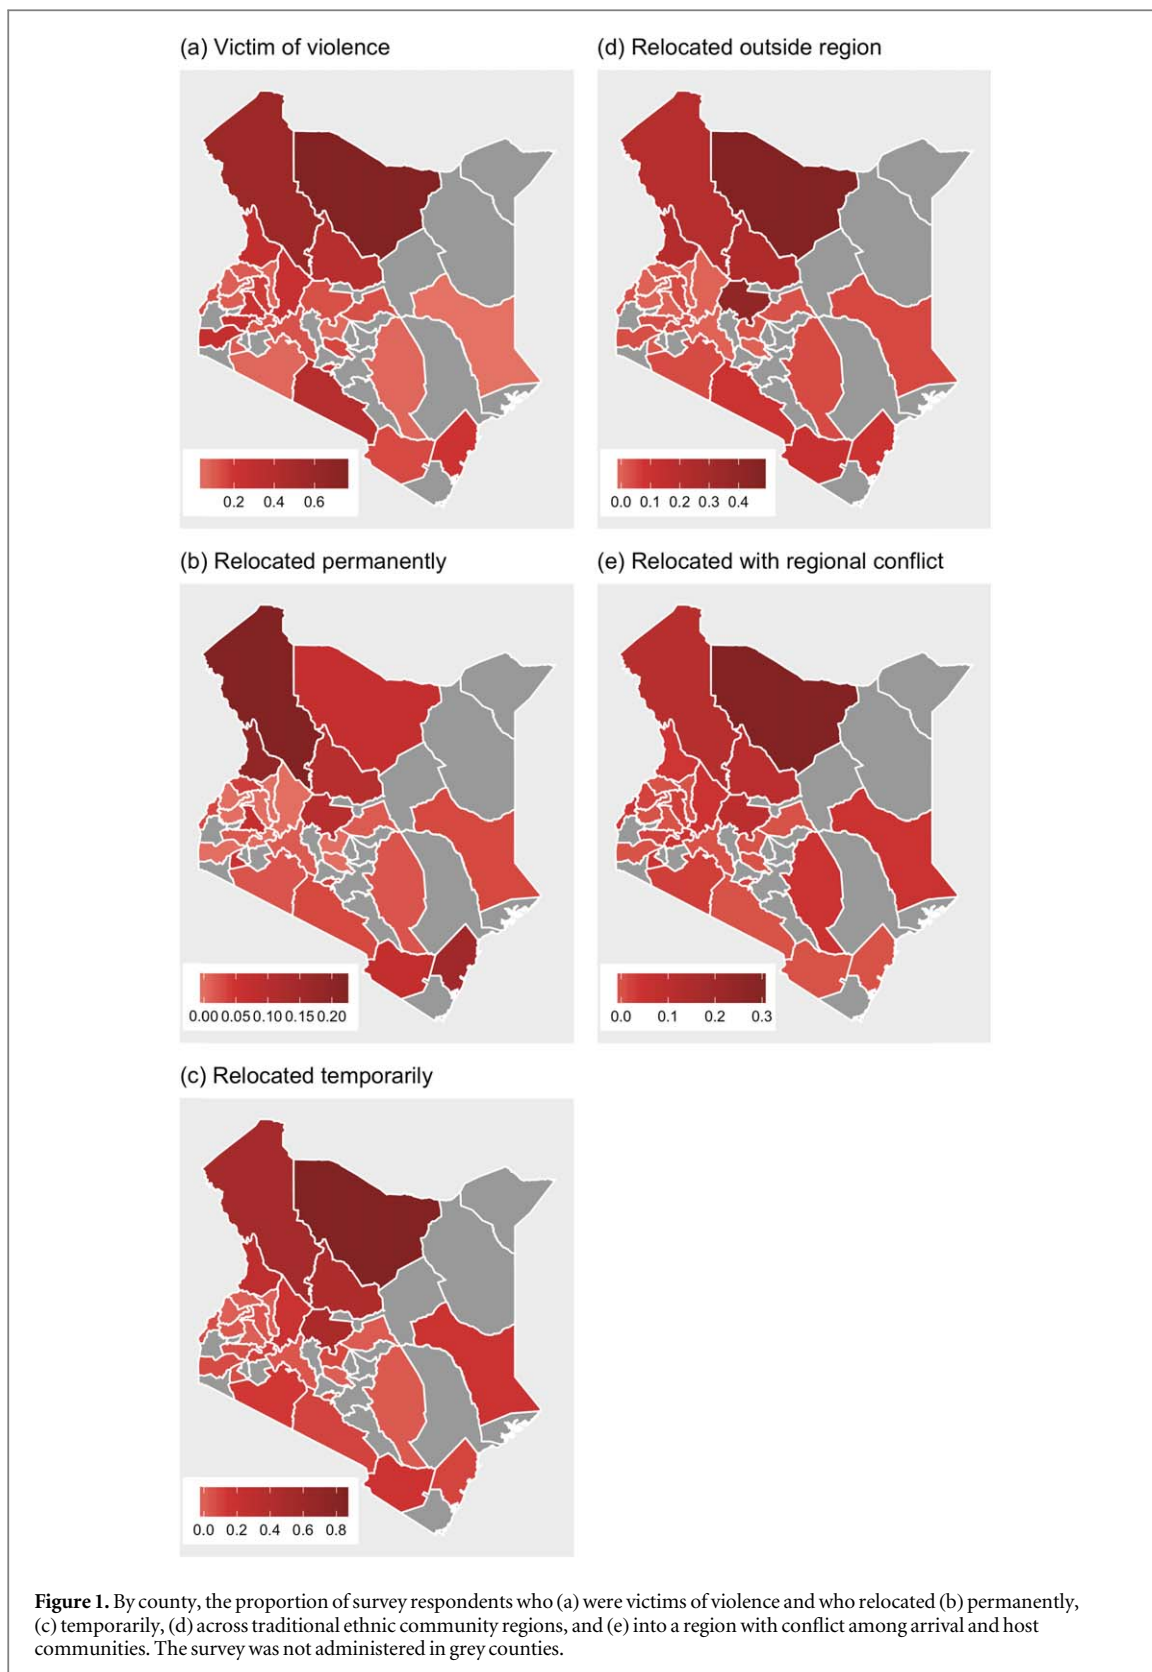 (a) Victim of violence
0.2 0.4 0.6
(d) Relocated outside region
0.0 0.1 0.2 0.3 0.4
(b) Relocated permanently
0.00 0.05 0.10 0.15 0.20
(e) Relocated with regional conflict
0.0 0.1 0.2 0.3
(c) Relocated temporarily
0.0 0.2 0.4 0.6 0.8
Figure 1. By county, the proportion of survey respondents who (a) were victims of violence and who relocated (b) permanently,
(c) temporarily, (d) across traditional ethnic community regions, and (e) into a region with conflict among arrival and host
communities. The survey was not administered in grey counties.